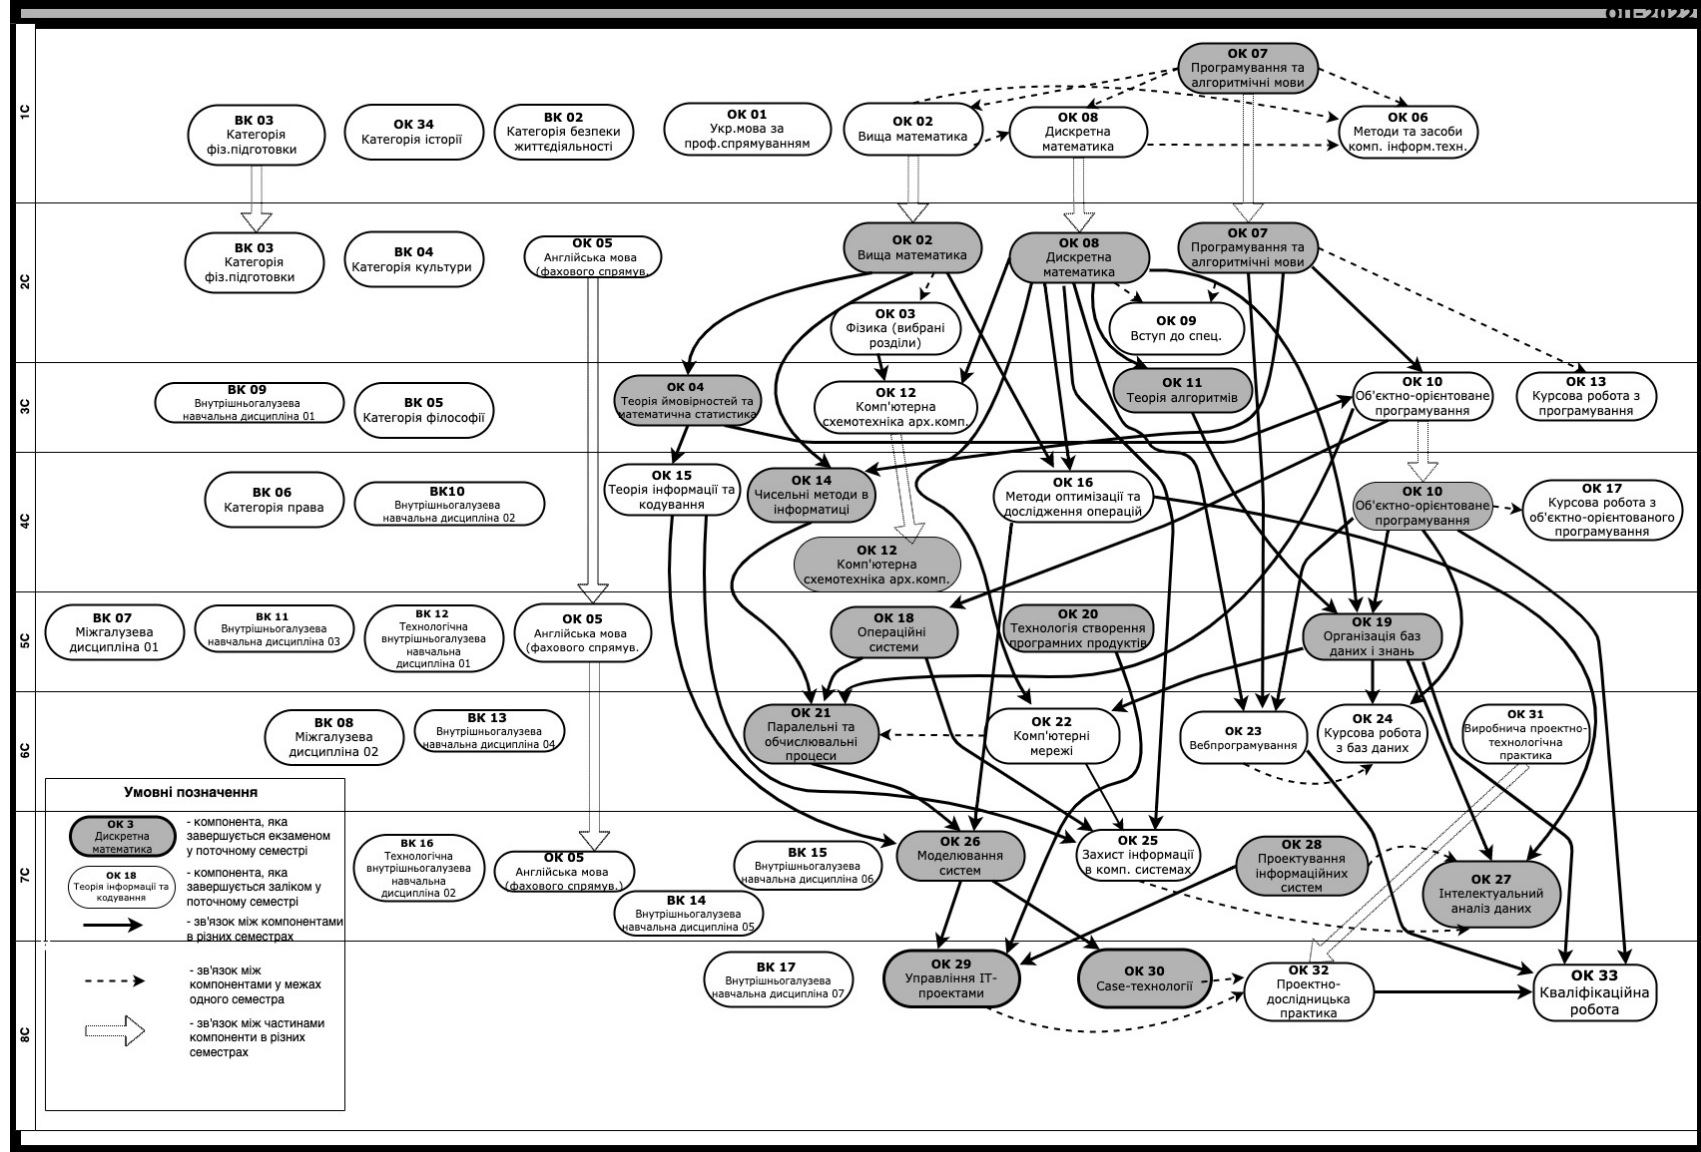 ОП-2022
1С
ОК 07
Програмування та
алгоритмічні мови
ВК 03
Категорія
фіз.підготовки
ОК 34
Категорія історії
ВК 02
Категорія безпеки
життєдіяльності
ОК 01
Укр.мова за
проф.спрямуванням
ОК 02
Вища математика
ОК 08
Дискретна
математика
ОК 06
Методи та засоби
комп. інформ.техн.
2С
ВК 03
Категорія
фіз.підготовки
ВК 04
Категорія культури
ОК 05
Англійська мова
(фахового спрямув.
ОК 02
Вища математика
ОК 08
Дискретна
математика
ОК 07
Програмування та
алгоритмічні мови
ОК 03
Фізика (вибрані
розділи)
ОК 09
Вступ до спец.
3С
ВК 09
Внутрішньогалузева
навчальна дисципліна 01
ВК 05
Категорія філософії
ОК 04
Теорія ймовірностей та
математична статистика
ОК 12
Комп'ютерна
схемотехніка арх.комп.
ОК 11
Теорія алгоритмів
ОК 10
Об'єктно-орієнтоване
програмування
ОК 13
Курсова робота з
програмування
4С
ВК 06
Категорія права
ВК10
Внутрішньогалузева
навчальна дисципліна 02
ОК 15
Теорія інформації та
кодування
ОК 14
Чисельні методи в
інформатиці
ОК 16
Методи оптимізації та
дослідження операцій
ОК 10
Об'єктно-орієнтоване
програмування
ОК 17
Курсова робота з
об'єктно-орієнтованого
програмування
ОК 12
Комп'ютерна
схемотехніка арх.комп.
5С
ВК 07
Міжгалузева
дисципліна 01
ВК 11
Внутрішньогалузева
навчальна дисципліна 03
ВК 12
Технологічна
внутрішньогалузева
навчальна
дисципліна 01
ОК 05
Англійська мова
(фахового спрямув.
ОК 18
Операційні
системи
ОК 20
Технологія створення
програмних продуктів
ОК 19
Організація баз
даних і знань
6С
ВК 08
Міжгалузева
дисципліна 02
ВК 13
Внутрішньогалузева
навчальна дисципліна 04
ОК 21
Паралельні та
обчислювальні
процеси
ОК 22
Комп'ютерні
мережі
ОК 23
Вебпрограмування
ОК 24
Курсова робота
з баз даних
ОК 31
Виробнича проектно-
технологічна
практика
7С
ВК 16
Технологічна
внутрішньогалузева
навчальна
дисципліна 02
ОК 05
Англійська мова
(фахового спрямув.)
ВК 14
Внутрішньогалузева
навчальна дисципліна 05
ВК 15
Внутрішньогалузева
навчальна дисципліна 06
ОК 26
Моделювання
систем
ОК 25
Захист інформації
в комп. системах
ОК 28
Проектування
інформаційних
систем
ОК 27
Інтелектуальний
аналіз даних
8С
ВК 17
Внутрішньогалузева
навчальна дисципліна 07
ОК 29
Управління ІТ-
проектами
ОК 30
Case-технології
ОК 32
Проектно-
дослідницька
практика
ОК 33
Кваліфікаційна
робота
Умовні позначення
ОК 3
Дискретна
математика
- компонента, яка
завершується екзаменом
у поточному семестрі
ОК 18
Теорія інформації та
кодування
- компонента, яка
завершується заліком у
поточному семестрі
- зв'язок між компонентами
в різних семестрах
- зв'язок між
компонентами у межах
одного семестра
- зв'язок між частинами
компоненти в різних
семестрах